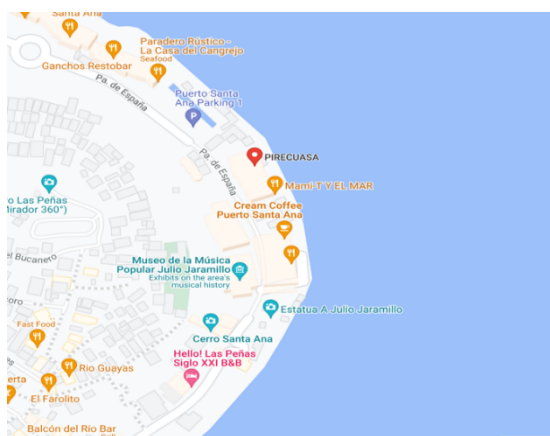 Santa Ana
Paradero Rústico -
La Casa del Cangrejo
Seafood
Ganchos Restobar
Pa. de España
Puerto Santa
Ana Parking 1
P
Pa. de España
PIRECUASA
Mami-T Y EL MAR
Cream Coffee
Puerto Santa Ana
ro Las Peñas
Mirador 360°)
el Bucanero
Museo de la Música
Popular Julio Jaramillo
Exhibits on the area's
musical history
Estatua A Julio Jaramillo
oro
Fast Food
Cerro Santa Ana
Hello! Las Peñas
Siglo XXI B&B
Rio Guayas
erta
El Farolito
Balcón del Río Bar